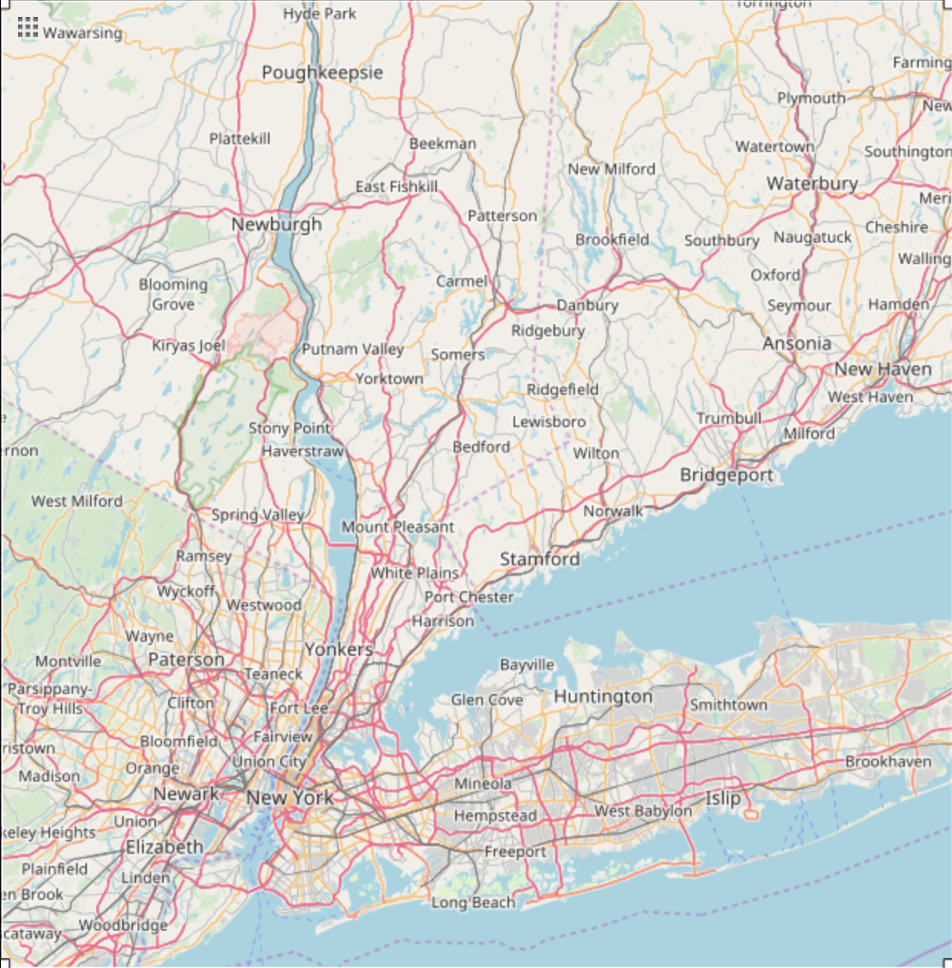 Torrington
Hyde Park
Wawarsing
Farming
Poughkeepsie
Plymouth
New
Plattekill
Beekman
Watertown
Southington
New Milford
East Fishkill
Waterbury
Meri
Patterson
Newburgh
Cheshire
Naugatuck
Brookfield
Southbury
Walling
Oxford
Carmel
Blooming
Grove
Danbury
Seymour
Hamden
Ridgebury
Kiryas Joel
Putnam Valley
Ansonia
Somers
New Haven
Yorktown
Ridgefield
West Haven
e
Lewisboro
Trumbull
Stony Point
Milford
Bedford
Haverstraw
Wilton
ernon
Bridgeport
West Milford
Spring Valley
Norwalk
Mount Pleasant
Ramsey
Stamford
White Plains
Wyckoff
Port Chester
Westwood
Harrison
Wayne
Yonkers
Montville
Paterson
Bayville
Teaneck
Parsippany-
Troy Hills
Clifton
Fort Lee
Glen Cove
Huntington
Smithtown
Fairview
Bloomfield
ristown
Union City
Brookhaven
Orange
Madison
Mineola
Newark
New York
Islip
West Babylon
Hempstead
Union
keley Heights
Elizabeth
Freeport
Plainfield
Linden
en Brook
Long Beach
Woodbridge
scataway